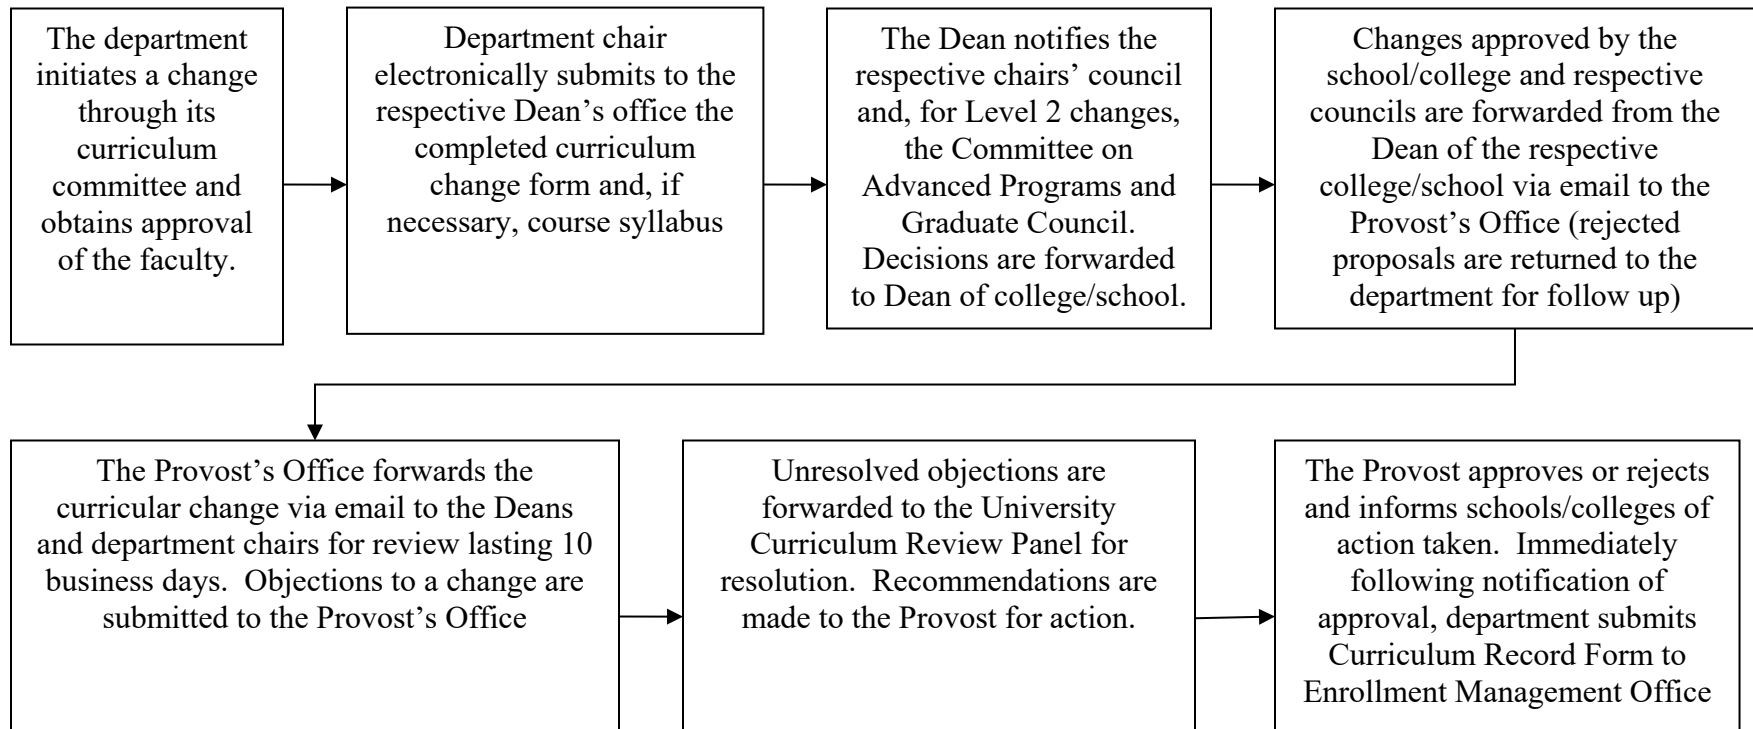 The department
initiates a change
through its
curriculum
committee and
obtains approval
of the faculty.
Department chair
electronically submits to the
respective Dean’s office the
completed curriculum
change form and, if
necessary, course syllabus
The Dean notifies the
respective chairs’ council
and, for Level 2 changes,
the Committee on
Advanced Programs and
Graduate Council.
Decisions are forwarded
to Dean of college/school.
Changes approved by the
school/college and respective
councils are forwarded from the
Dean of the respective
college/school via email to the
Provost’s Office (rejected
proposals are returned to the
department for follow up)
The Provost’s Office forwards the
curricular change via email to the Deans
and department chairs for review lasting 10
business days.  Objections to a change are
submitted to the Provost’s Office
Unresolved objections are
forwarded to the University
Curriculum Review Panel for
resolution.  Recommendations are
made to the Provost for action.
The Provost approves or rejects
and informs schools/colleges of
action taken.  Immediately
following notification of
approval, department submits
Curriculum Record Form to
Enrollment Management Office